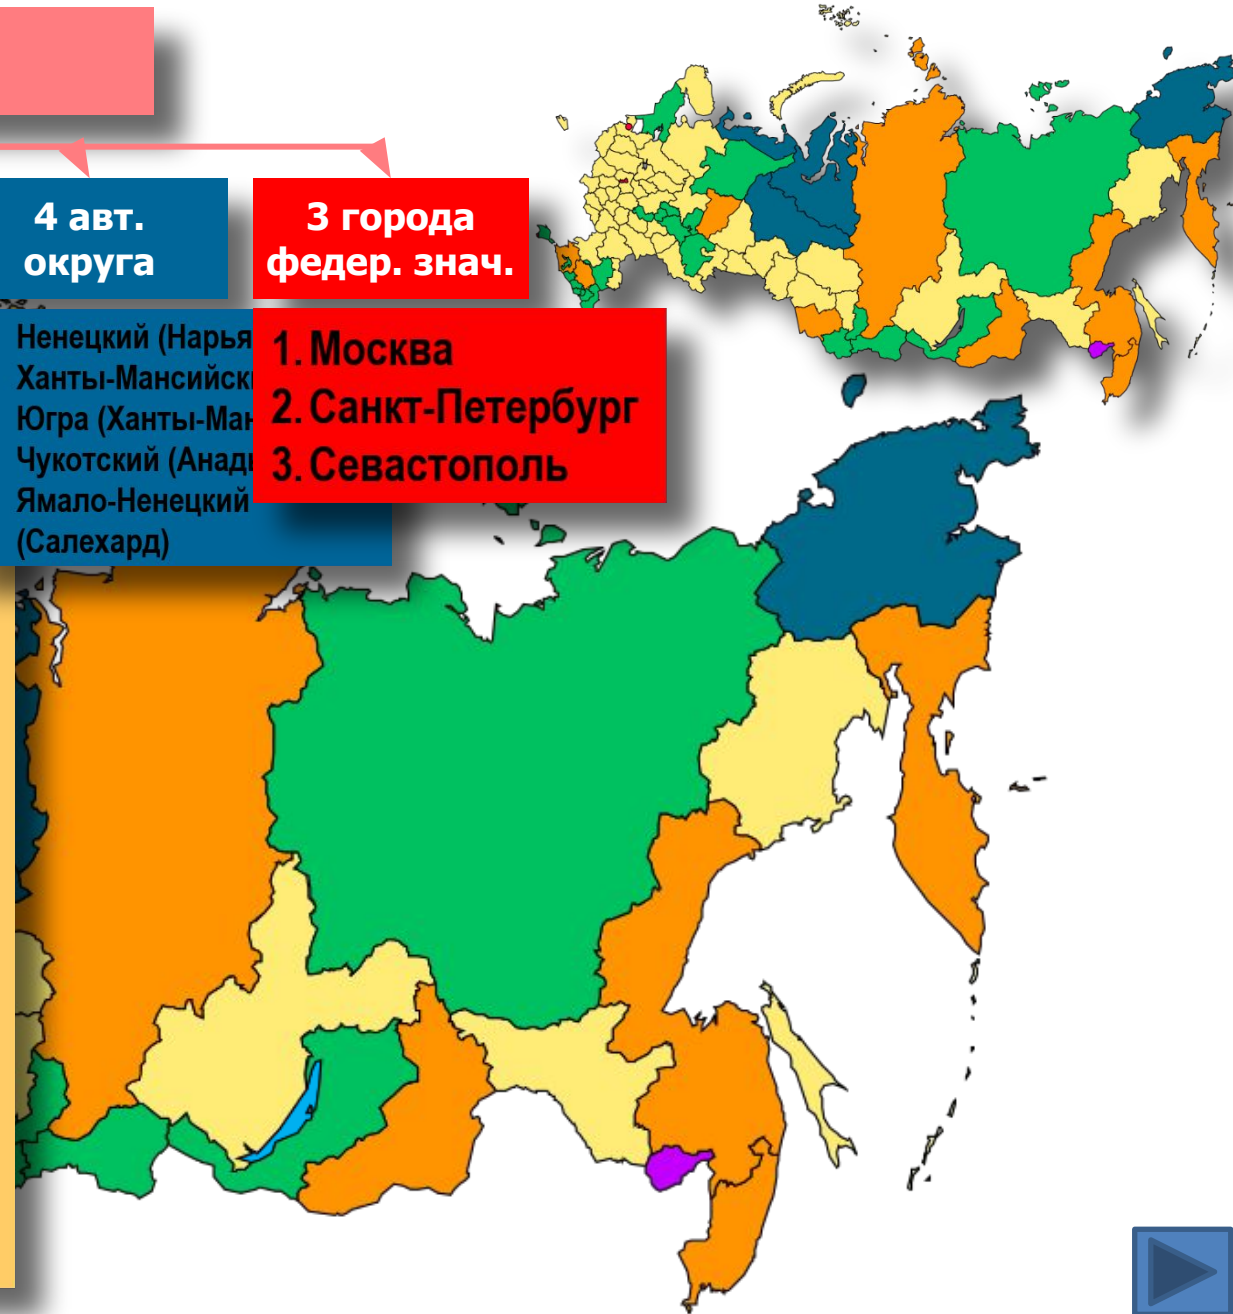 4 авт.
округа
3 города
федер. знач.
Ненецкий (Нарья
Ханты-Мансийск
Югра (Ханты-Ман
Чукотский (Анад
Ямало-Ненецкий
(Салехард)
1. Москва
2. Санкт-Петербург
3. Севастополь